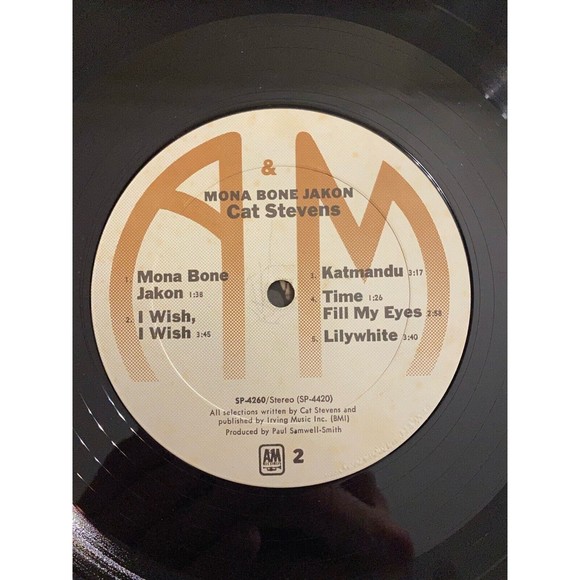 &
A M
MONA BONE JAKON
Cat Stevens
1. Mona Bone
Jakon 1:38
2. I Wish,
I Wish 3:45
3. Katmandu 3:17
4. Time 1:26
Fill My Eyes 2:58
5. Lilywhite 3:40
SP-4260/Stereo (SP-4420)
All selections written by Cat Stevens and
published by Irving Music Inc. (BMI)
Produced by Paul Samwell-Smith
A&M
RECORDS
2